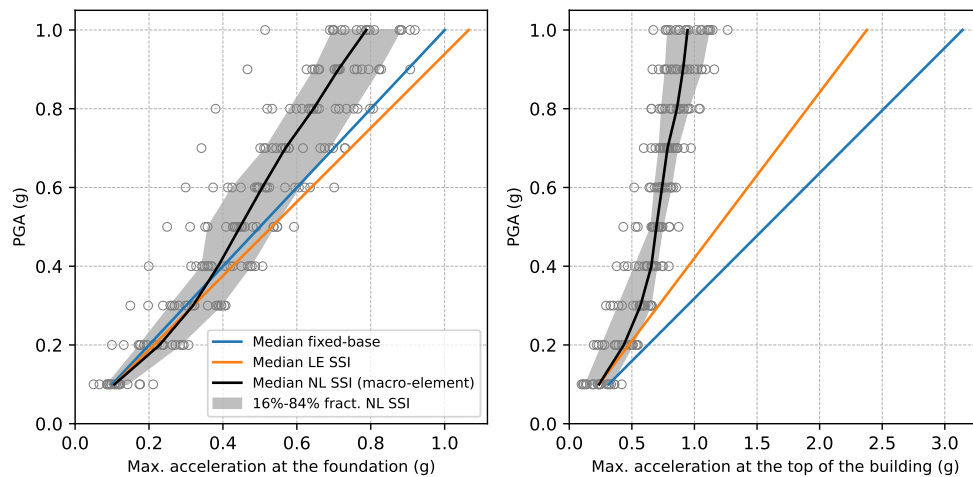 1.0
0.8
0.6
0.4
0.2
0.0
PGA (g)
0.0 0.2 0.4 0.6 0.8 1.0
Max. acceleration at the foundation (g)
Median fixed-base
Median LE SSI
Median NL SSI (macro-element)
16%-84% fract. NL SSI
1.0
0.8
0.6
0.4
0.2
0.0
PGA (g)
0.0 0.5 1.0 1.5 2.0 2.5 3.0
Max. acceleration at the top of the building (g)